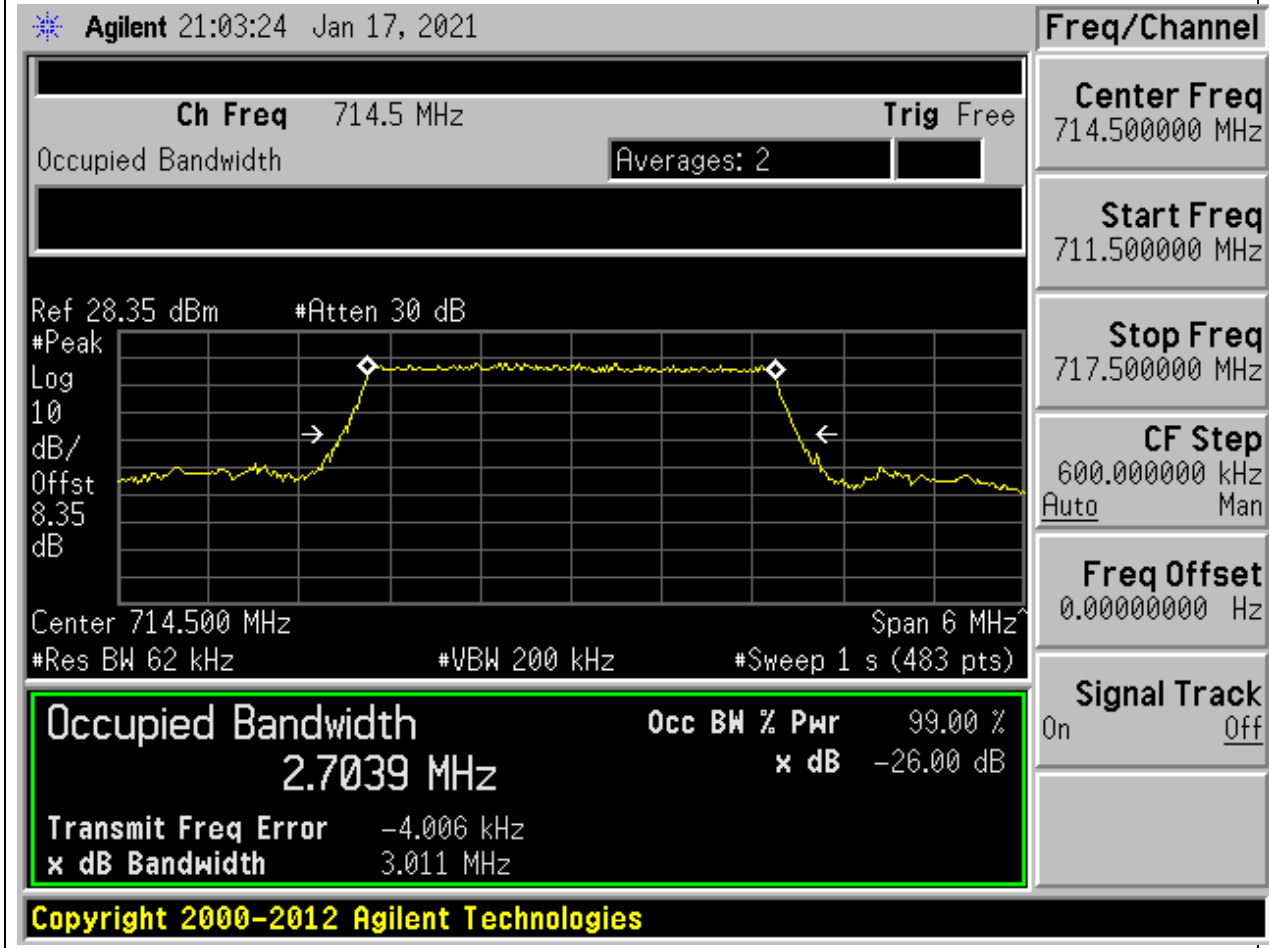 Agilent 21:03:24 Jan 17, 2021
Freq/Channel
Ch Freq 714.5 MHz Trig Free
Occupied Bandwidth Averages: 2
Ref 28.35 dBm #Atten 30 dB
#Peak
Log
10
dB/
Offst
8.35
dB
Center 714.500 MHz Span 6 MHz^
#Res BW 62 kHz #VBW 200 kHz #Sweep 1 s (483 pts)
Occupied Bandwidth Occ BW % Pwr 99.00 %
2.7039 MHz x dB -26.00 dB
Transmit Freq Error -4.006 kHz
x dB Bandwidth 3.011 MHz
Center Freq
714.500000 MHz
Start Freq
711.500000 MHz
Stop Freq
717.500000 MHz
CF Step
600.000000 kHz
Auto Man
Freq Offset
0.00000000 Hz
Signal Track
On Off
Copyright 2000-2012 Agilent Technologies